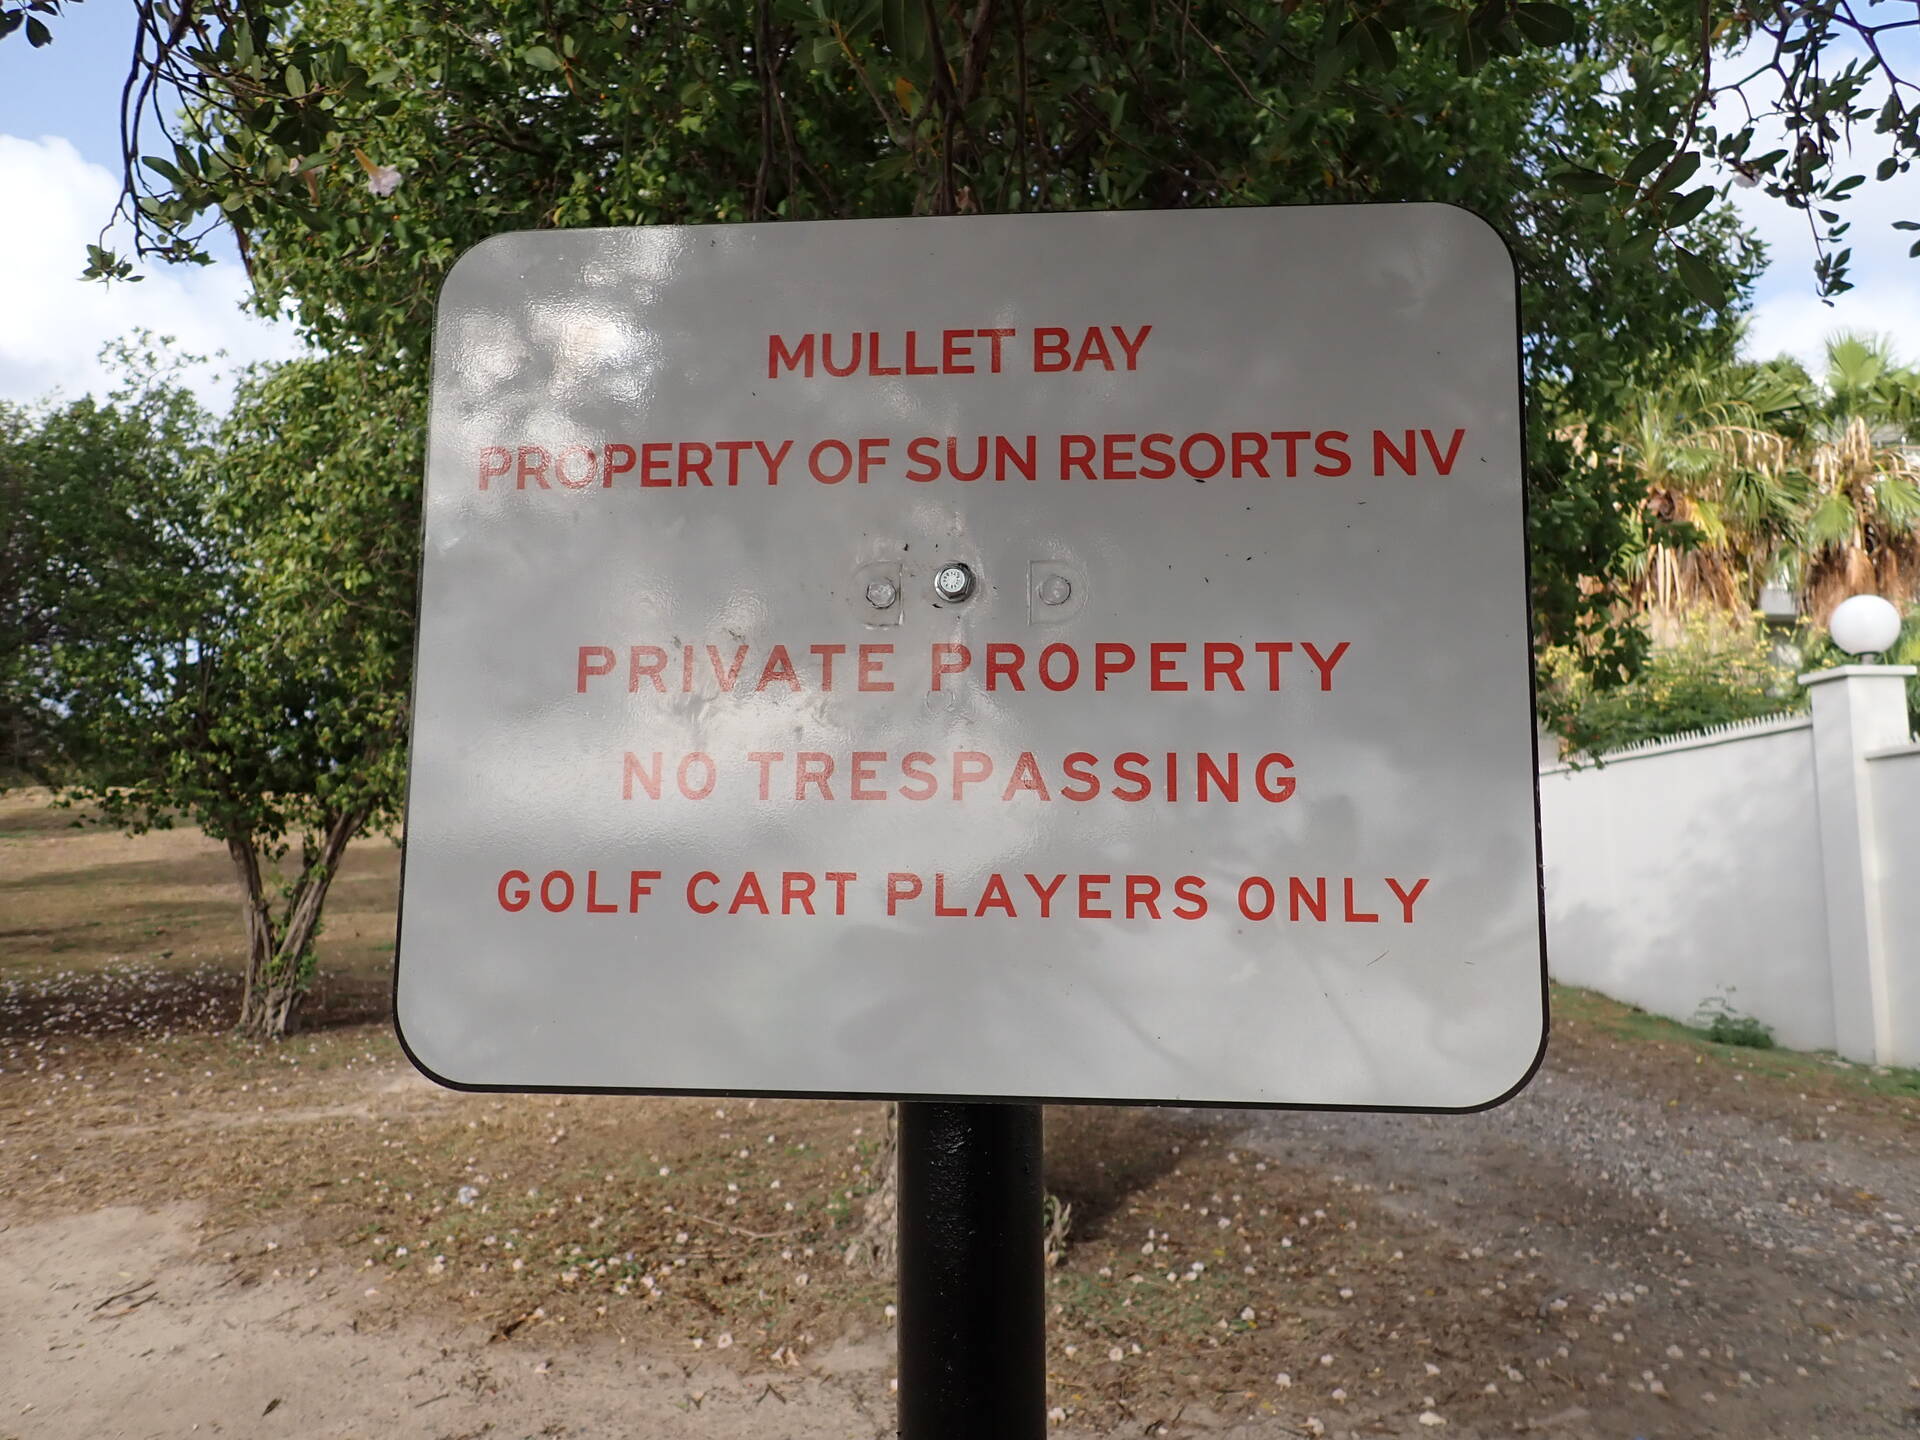 MULLET BAY
PROPERTY OF SUN RESORTS NV
PRIVATE PROPERTY
NO TRESPASSING
GOLF CART PLAYERS ONLY